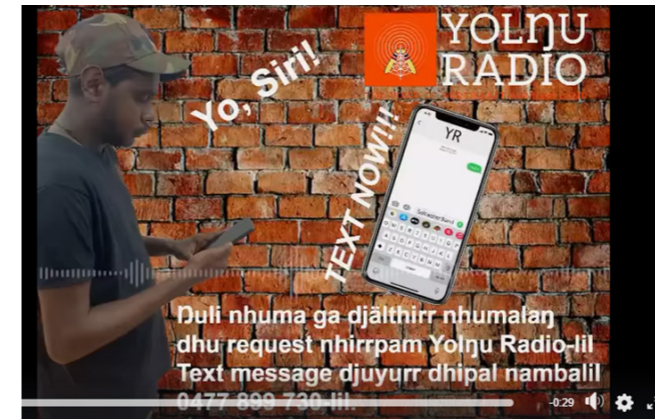 YOLŊU
RADIO
Yo, Siri!
TEXT NOW!!!
YR
Ŋuli nhuma ga djälthirr nhumalaŋ
dhu request nhirrpam Yolŋu Radio-lil
Text message djuyurr dhipal nambalil
0477 899 730-lil
-0:29